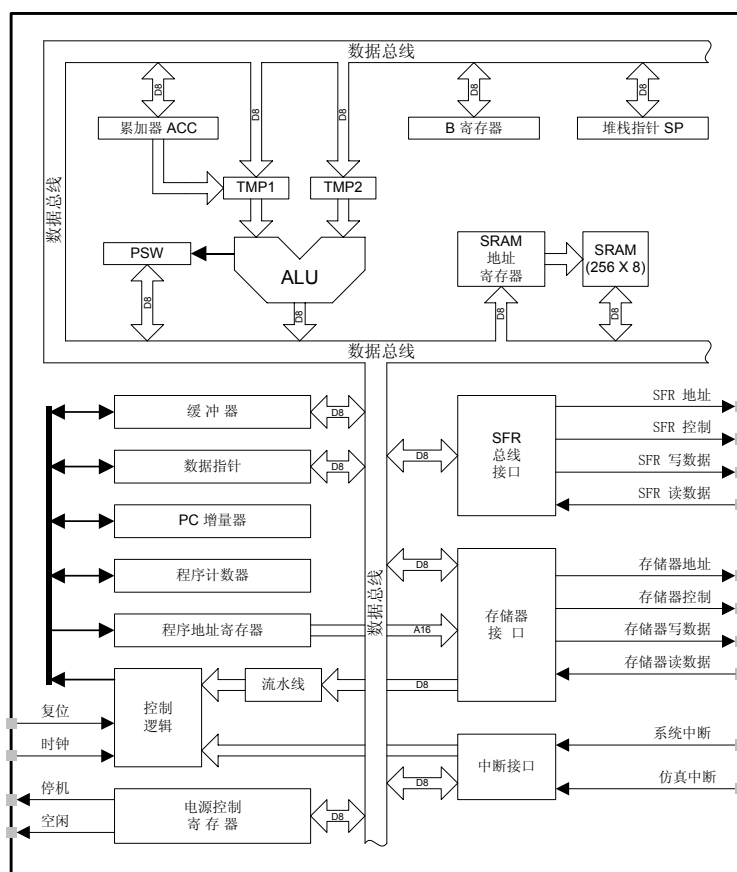 数据总线
D8
D8
D8
D8
D8
累加器 ACC
B 寄存器
堆栈指针 SP
数据总线
TMP1
TMP2
PSW
ALU
SRAM
地址
寄存器
SRAM
(256 X 8)
D8
D8
D8
D8
数据总线
缓 冲 器
D8
SFR
总线
接口
D8
SFR 地址
SFR 控制
SFR 写数据
SFR 读数据
数据指针
D8
PC 增量器
程序计数器
程序地址寄存器
A16
数据总线
D8
存储器
接 口
存储器地址
存储器控制
存储器写数据
存储器读数据
流水线
D8
控制
逻辑
复位
时钟
中断接口
D8
系统中断
仿真中断
停机
空闲
电源控制
寄 存 器
D8